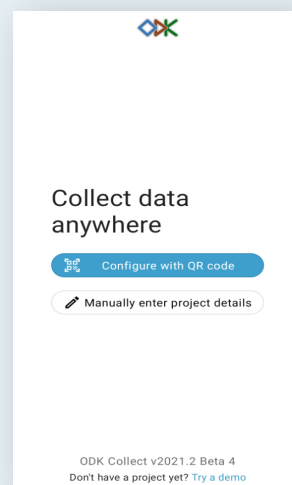 ODK
Collect data
anywhere
Configure with QR code
Manually enter project details
ODK Collect v2021.2 Beta 4
Don't have a project yet? Try a demo